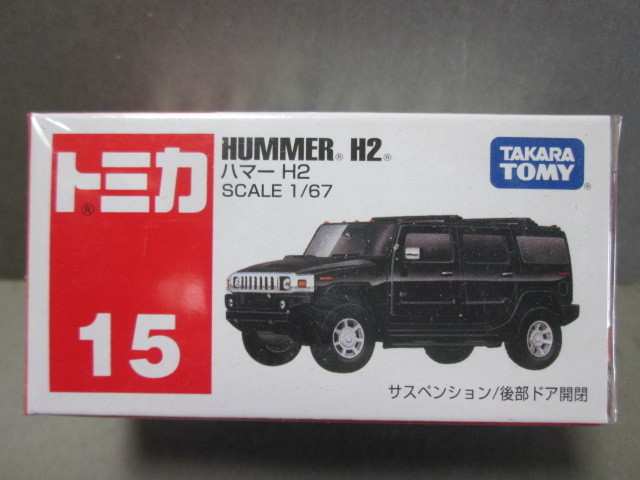 トミカ®
15
HUMMER® H2®
ハマー H2
SCALE 1/67
TAKARA
TOMY®
サスペンション/後部ドア開閉